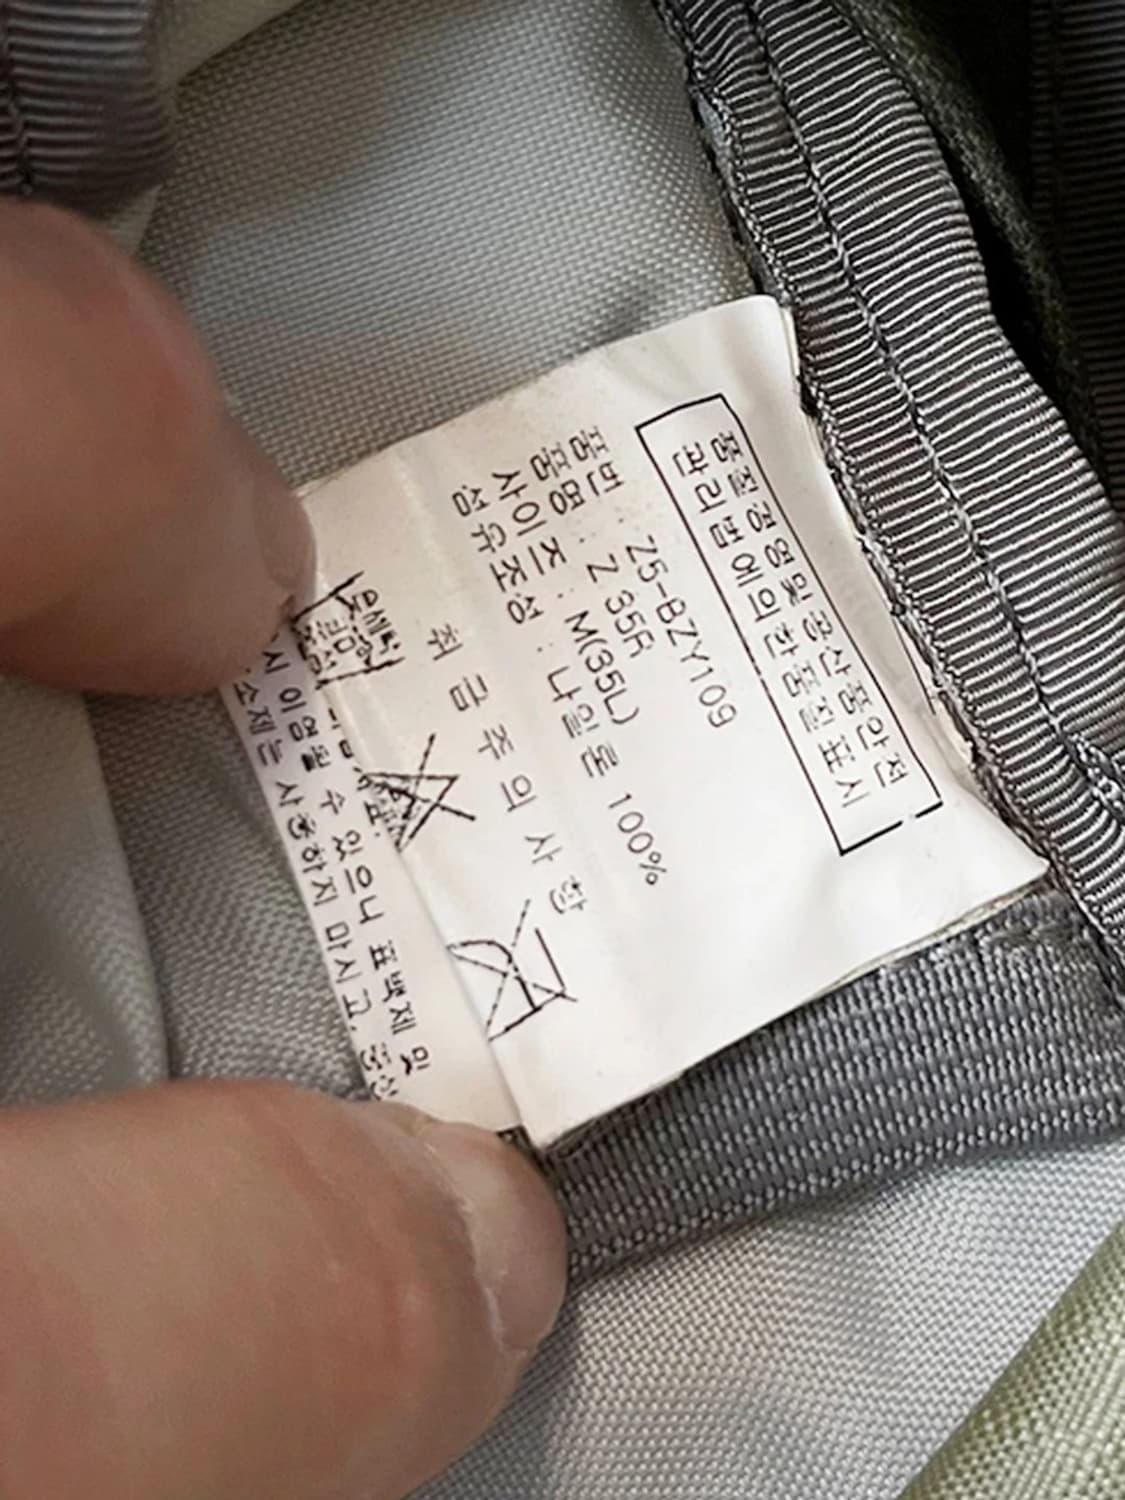 품질경영및 공산품안전
관리법에의한 품질표시
품번 : Z5-BZY109
품명 : Z 35R
사이즈 : M(35L)
섬유조성 : 나일론 100%
취급주의사항
수 있으니 표백제 및
소제는 사용하지 마시고,